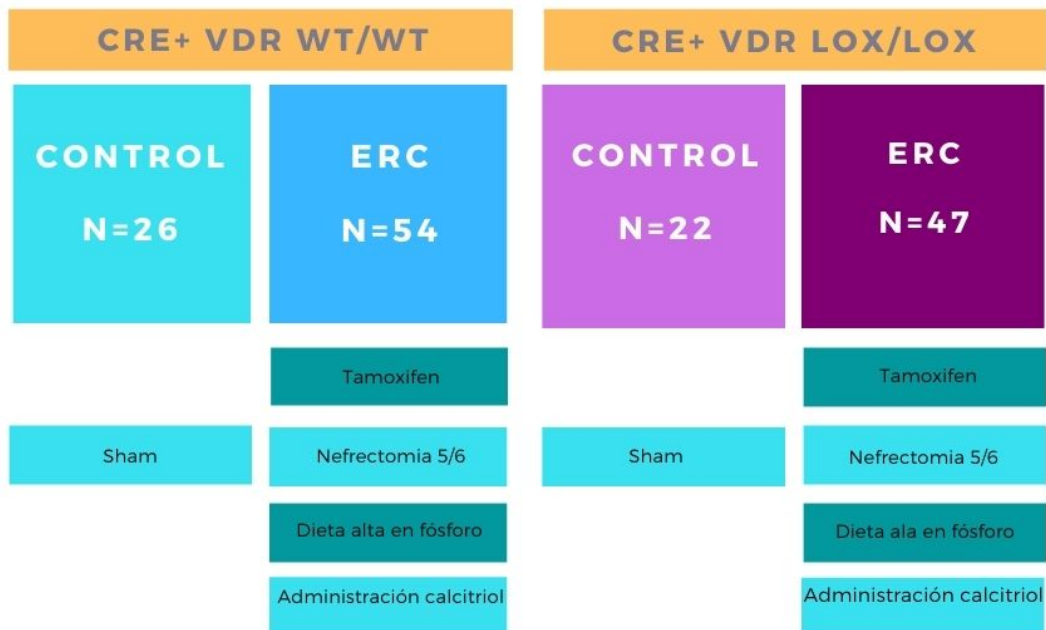 CRE+ VDR WT/WT
CRE+ VDR LOX/LOX
CONTROL
N=26
ERC
N=54
CONTROL
N=22
ERC
N=47
Tamoxifen
Tamoxifen
Sham
Nefrectomia 5/6
Sham
Nefrectomia 5/6
Dieta alta en fósforo
Dieta ala en fósforo
Administración calcitriol
Administración calcitriol